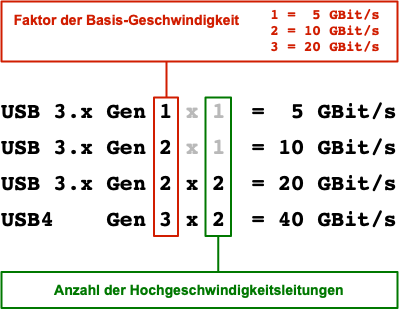 Faktor der Basis-Geschwindigkeit
1 = 5 GBit/s
2 = 10 GBit/s
3 = 20 GBit/s
USB 3.x Gen 1 x 1 = 5 GBit/s
USB 3.x Gen 2 x 1 = 10 GBit/s
USB 3.x Gen 2 x 2 = 20 GBit/s
USB4 Gen 3 x 2 = 40 GBit/s
Anzahl der Hochgeschwindigkeitsleitungen